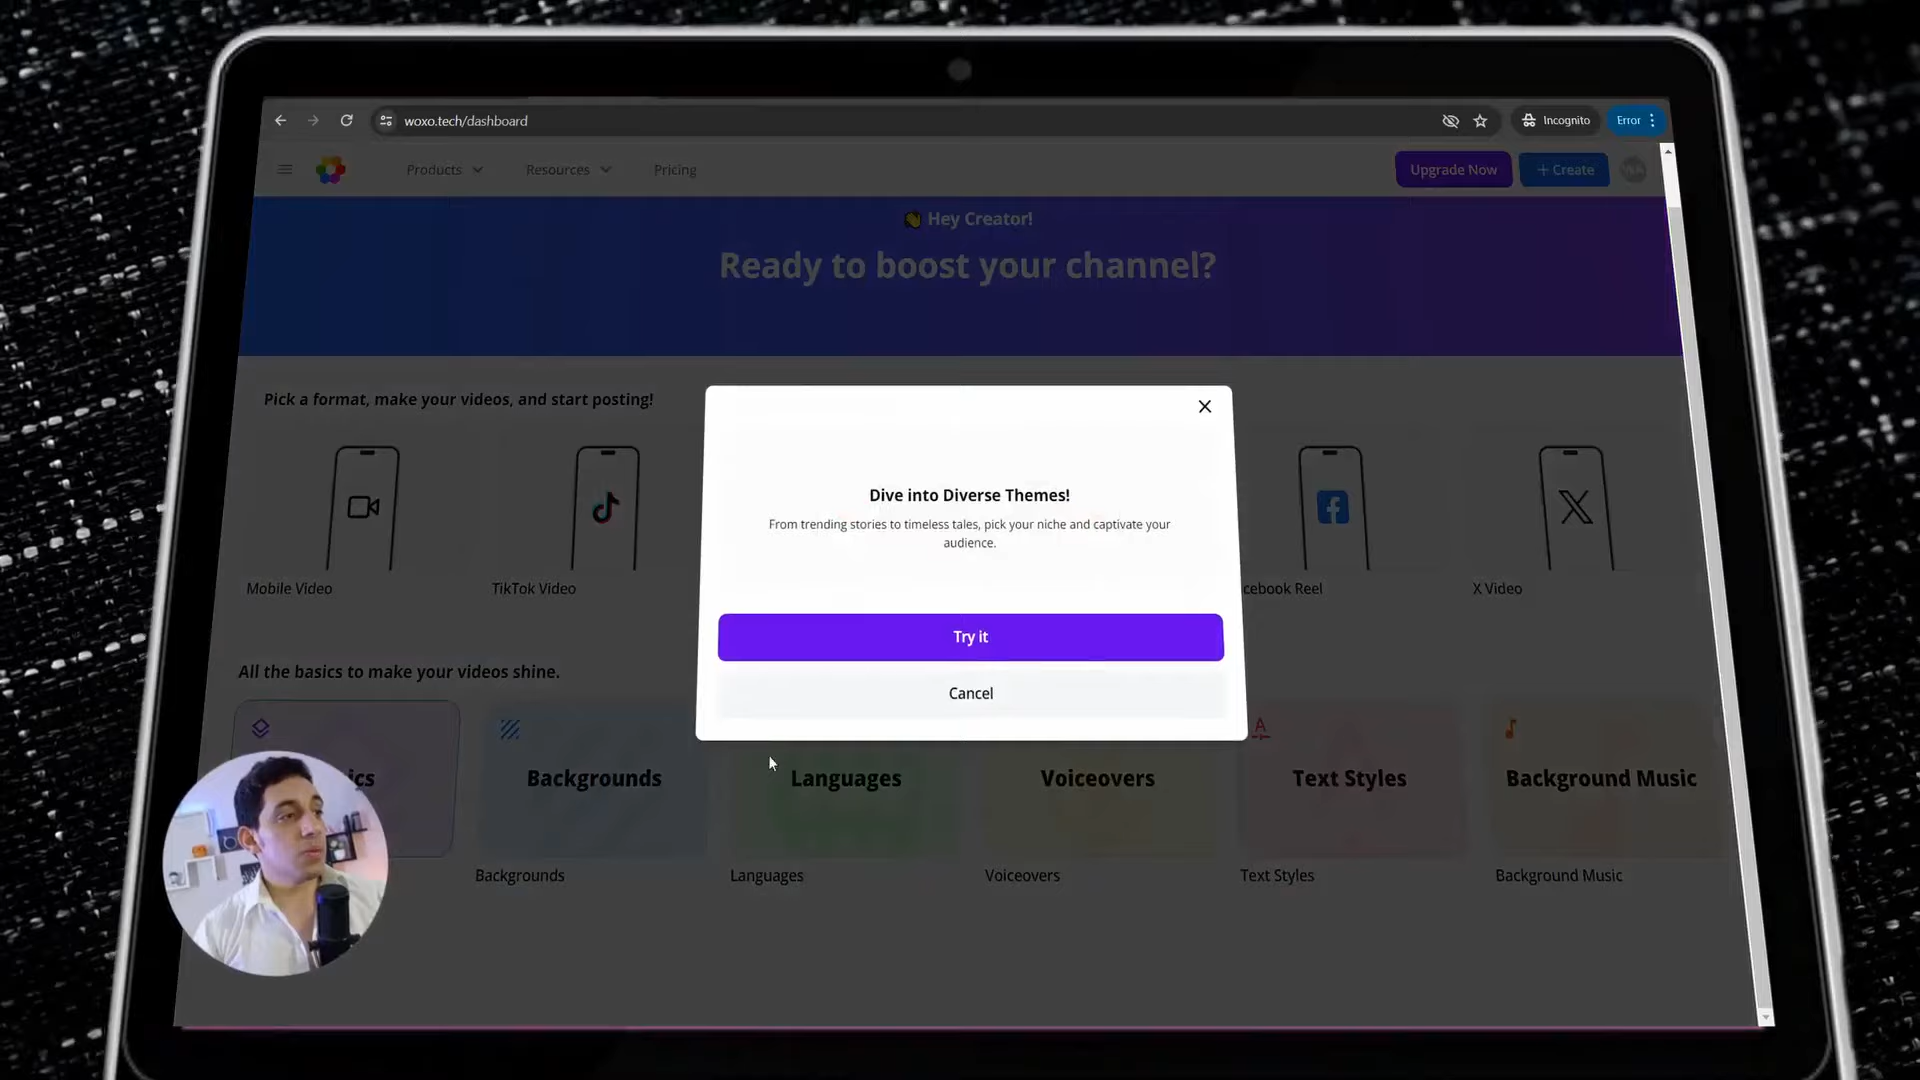 woxo.tech/dashboard
Incognito
Error
Products
Resources
Pricing
Upgrade Now
+ Create
Hey Creator!
Ready to boost your channel?
Pick a format, make your videos, and start posting!
Mobile Video
TikTok Video
cebook Reel
X Video
Dive into Diverse Themes!
From trending stories to timeless tales, pick your niche and captivate your
audience.
Try it
Cancel
All the basics to make your videos shine.
ics
Backgrounds
Languages
Voiceovers
Text Styles
Background Music
Backgrounds
Languages
Voiceovers
Text Styles
Background Music